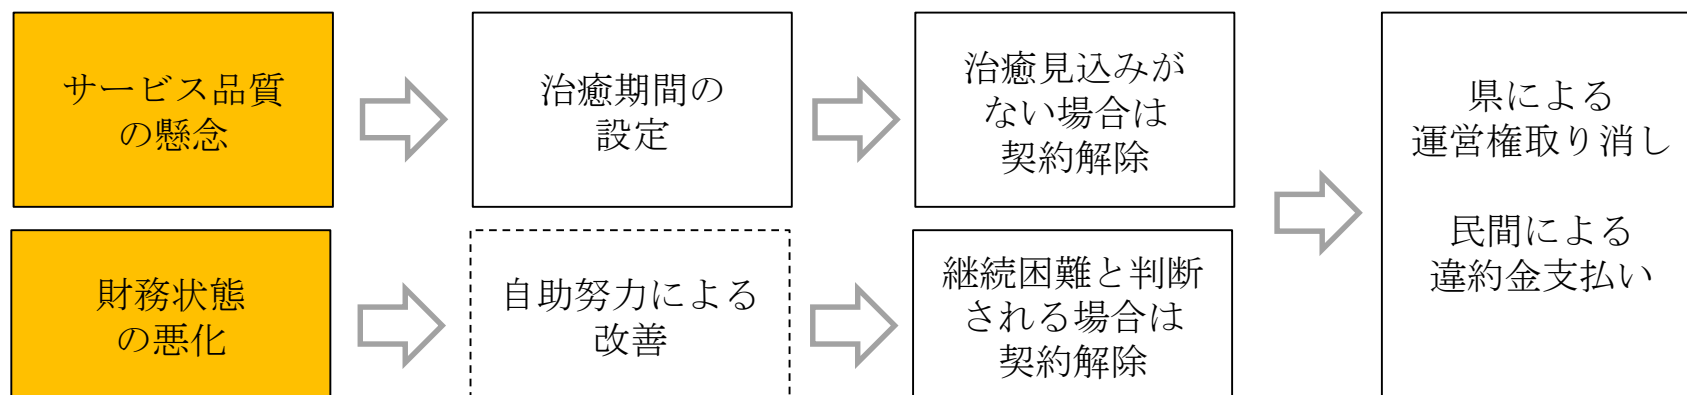 サービス品質
の懸念
治癒期間の
設定
治癒見込みが
ない場合は
契約解除
財務状態
の悪化
自助努力による
改善
継続困難と判断
される場合は
契約解除
県による
運営権取り消し
民間による
違約金支払い